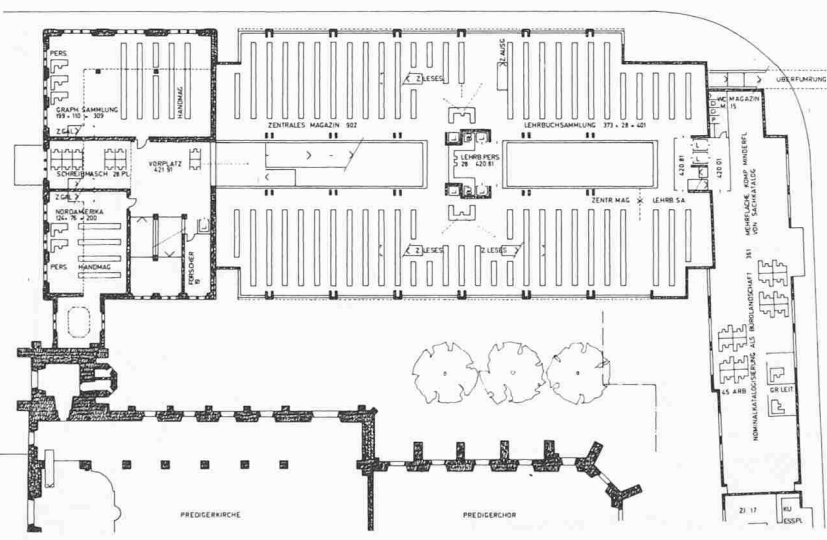 PERS.
GRAPH SAMMLUNG
199 + 110 = 309
HANDMAG
Z.GAL
SCHREIBMASCH 28 PL
VORPLATZ
421 91
Z.GAL
NORDAMERIKA
124 + 76 = 200
PERS HANDMAG
FORSCHER
Z LESES
Z AUSG
ZENTRALES MAGAZIN 902
LEHRBUCHSAMMLUNG 373 + 28 = 401
LEHRB PERS
28 420.81
ZENTR MAG
LEHRB SA
Z LESES
Z LESES
420 81
420 01
ÜBERFÜHRUNG
WC
M
MAGAZIN
15
MEHRFLÄCHE KOMP MINDERFL
VON SACHKATALOG
NOMINALKATALOGISIERUNG ALS BÜROLANDSCHAFT 361
45 ARB
GR LEIT
ZI 17
KÜ
ESSPL
PREDIGERKIRCHE
PREDIGERCHOR